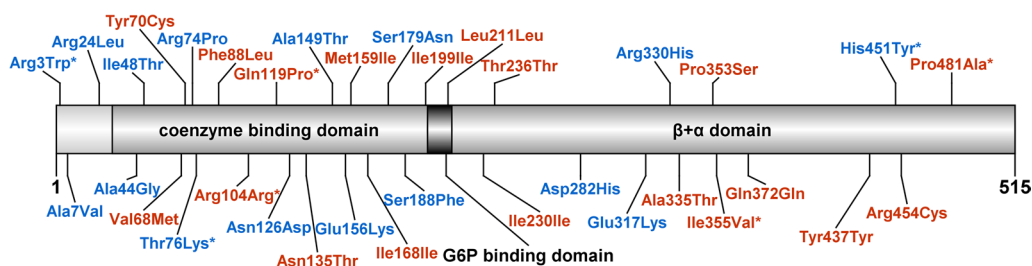 Tyr70Cys
Arg24Leu
Arg74Pro
Ala149Thr
Ser179Asn
Leu211Leu
Arg3Trp*
Ile48Thr
Phe88Leu
Gln119Pro*
Met159Ile
Ile199Ile
Thr236Thr
Arg330His
Pro353Ser
His451Tyr*
Pro481Ala*
coenzyme binding domain
β+α domain
1
515
Ala7Val
Ala44Gly
Val68Met
Thr76Lys*
Arg104Arg*
Asn126Asp
Asn135Thr
Glu156Lys
Ile168Ile
Ser188Phe
G6P binding domain
Ile230Ile
Asp282His
Glu317Lys
Ala335Thr
Ile355Val*
Gln372Gln
Tyr437Tyr
Arg454Cys